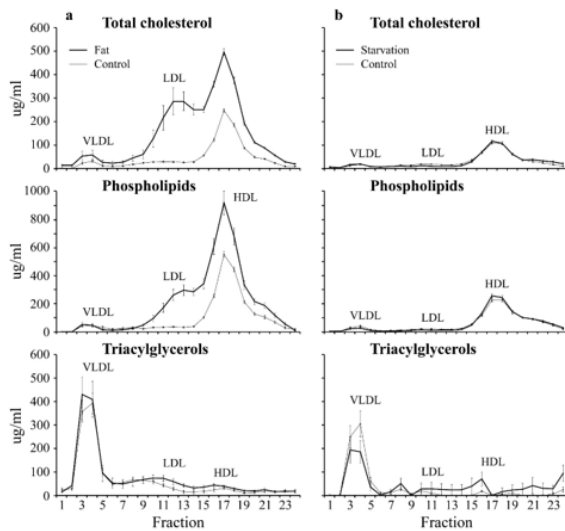 a
Total cholesterol
600
500
400
300
200
100
0
ug/ml
Fat
Control
VLDL
LDL
Phospholipids
1000
800
600
400
200
0
ug/ml
VLDL
LDL
HDL
Triacylglycerols
600
500
400
300
200
100
0
ug/ml
VLDL
LDL
HDL
1 3 5 7 9 11 13 15 17 19 21 23
Fraction
b
Total cholesterol
Starvation
Control
VLDL
LDL
HDL
Phospholipids
VLDL
LDL
HDL
Triacylglycerols
VLDL
LDL
HDL
1 3 5 7 9 11 13 15 17 19 21 23
Fraction